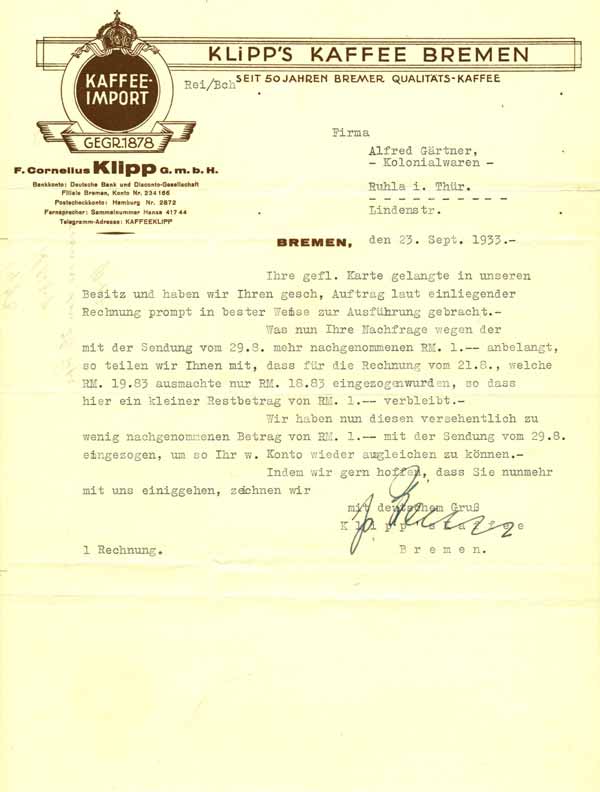 KLIPP'S KAFFEE BREMEN
KAFFEE-
IMPORT
GEGR.1878
Rei/Bch
SEIT 50 JAHREN BREMER QUALITÄTS-KAFFEE
F. Cornelius Klipp G. m. b. H.
Bankkonto: Deutsche Bank und Disconto-Gesellschaft
Filiale Bremen, Konto Nr. 234166
Postscheckkonto: Hamburg Nr. 2872
Fernsprecher: Sammelnummer Hansa 41744
Telegramm-Adresse: KAFFEEKLIPP
Firma
Alfred Gärtner,
- Kolonialwaren -
Ruhla i. Thür.
- - - - - - - - - -
Lindenstr.
BREMEN, den 23. Sept. 1933.-
Ihre gefl. Karte gelangte in unseren
Besitz und haben wir Ihren gesch, Auftrag laut einliegender
Rechnung prompt in bester Weise zur Ausführung gebracht.-
Was nun Ihre Nachfrage wegen der
mit der Sendung vom 29.8. mehr nachgenommenen RM. 1.-- anbelangt,
so teilen wir Ihnen mit, dass für die Rechnung vom 21.8., welche
RM. 19.83 ausmachte nur RM. 18.83 eingezogenwurden, so dass
hier ein kleiner Restbetrag von RM. 1.-- verbleibt.-
Wir haben nun diesen versehentlich zu
wenig nachgenommenen Betrag von RM. 1.-- mit der Sendung vom 29.8.
eingezogen, um so Ihr w. Konto wieder augleichen zu können.-
Indem wir gern hoffen, dass Sie nunmehr
mit uns einiggehen, zeichnen wir
mit deutschem Gruß
1 Rechnung.
Bremen.